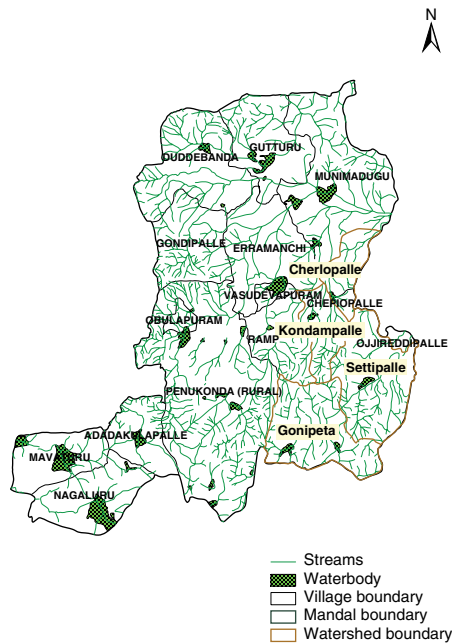 N
GUTTURU
OUDDEBANDA
MUNIMADUGU
GONDIPALLE
ERRAMANCHI
Cherlopalle
VASUDEVAPURAM
CHEPIOPALLE
OBULAPURAM
Kondampalle
RAMP
OJJIREDDIPALLE
Settipalle
PENUKONDA (RURAL)
Gonipeta
ADADAKULAPALLE
MAVATURU
NAGALURU
Streams
Waterbody
Village boundary
Mandal boundary
Watershed boundary